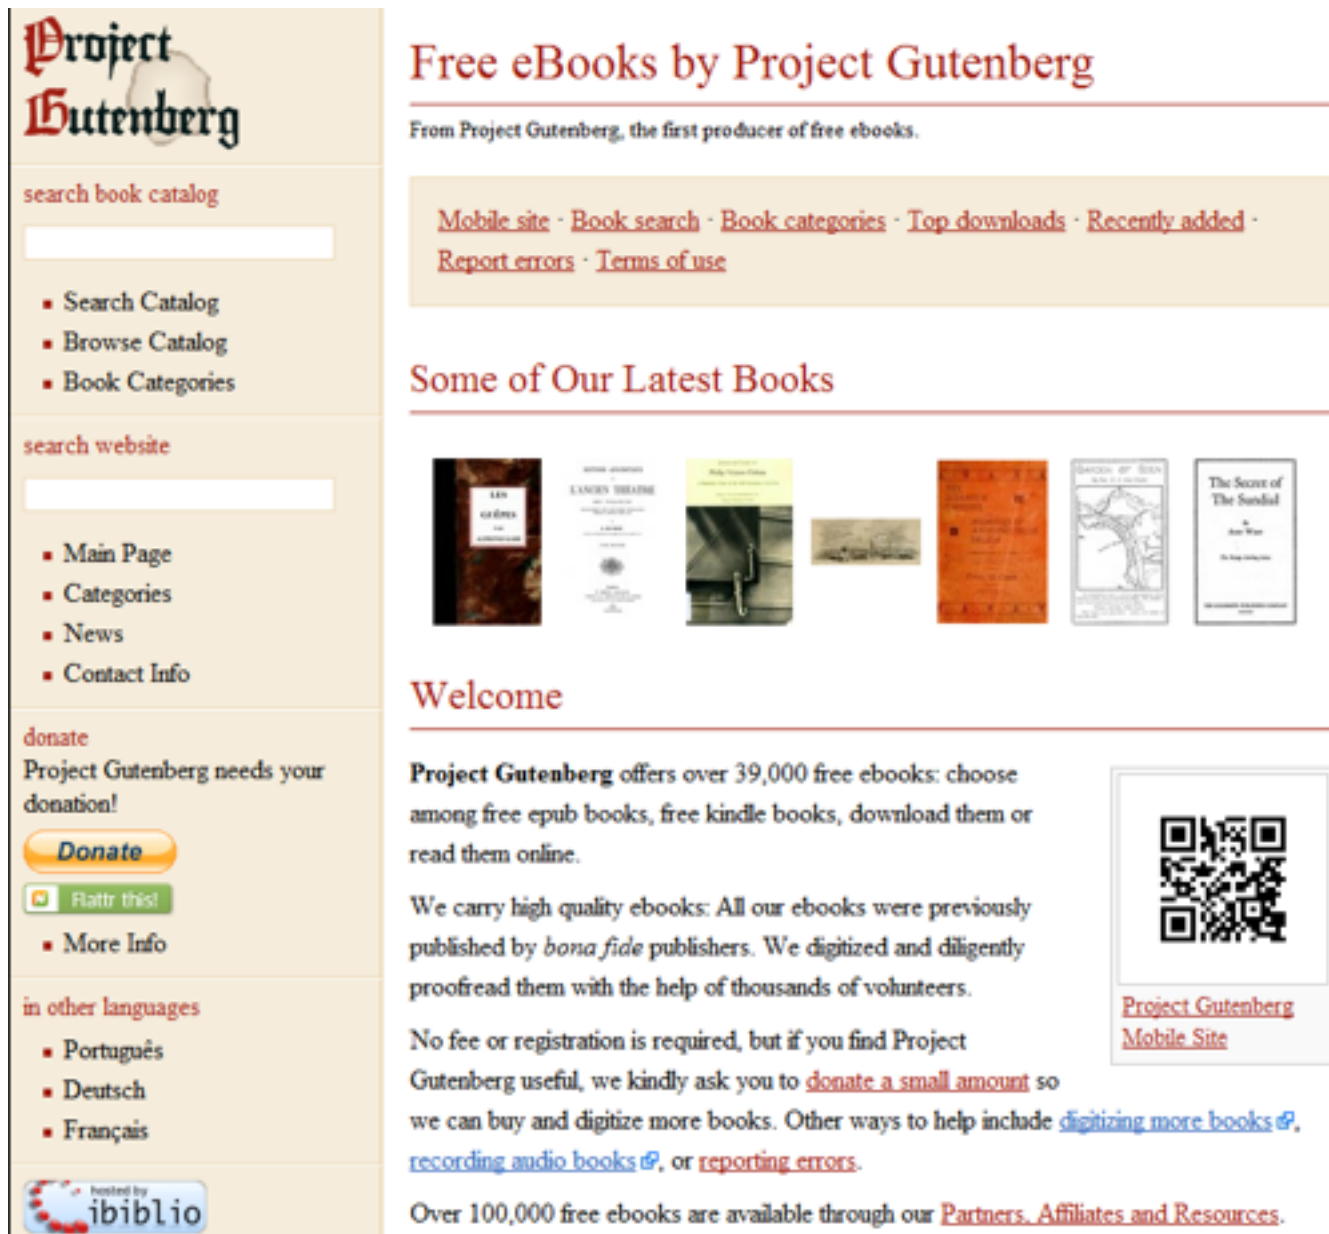 Project
Gutenberg
search book catalog
Search Catalog
Browse Catalog
Book Categories
search website
Main Page
Categories
News
Contact Info
donate
Project Gutenberg needs your
donation!
Donate
Flattr this!
More Info
in other languages
Português
Deutsch
Français
hosted by
ibiblio
Free eBooks by Project Gutenberg
From Project Gutenberg, the first producer of free ebooks.
Mobile site · Book search · Book categories · Top downloads · Recently added ·
Report errors · Terms of use
Some of Our Latest Books
LES
GUÊPES
L'ANCIEN THEATRE
GARDEN OF EDEN
The Secret of
The Sundial
Welcome
Project Gutenberg offers over 39,000 free ebooks: choose
among free epub books, free kindle books, download them or
read them online.
We carry high quality ebooks: All our ebooks were previously
published by bona fide publishers. We digitized and diligently
proofread them with the help of thousands of volunteers.
No fee or registration is required, but if you find Project
Gutenberg useful, we kindly ask you to donate a small amount so
we can buy and digitize more books. Other ways to help include digitizing more books,
recording audio books, or reporting errors.
Over 100,000 free ebooks are available through our Partners, Affiliates and Resources.
Project Gutenberg
Mobile Site